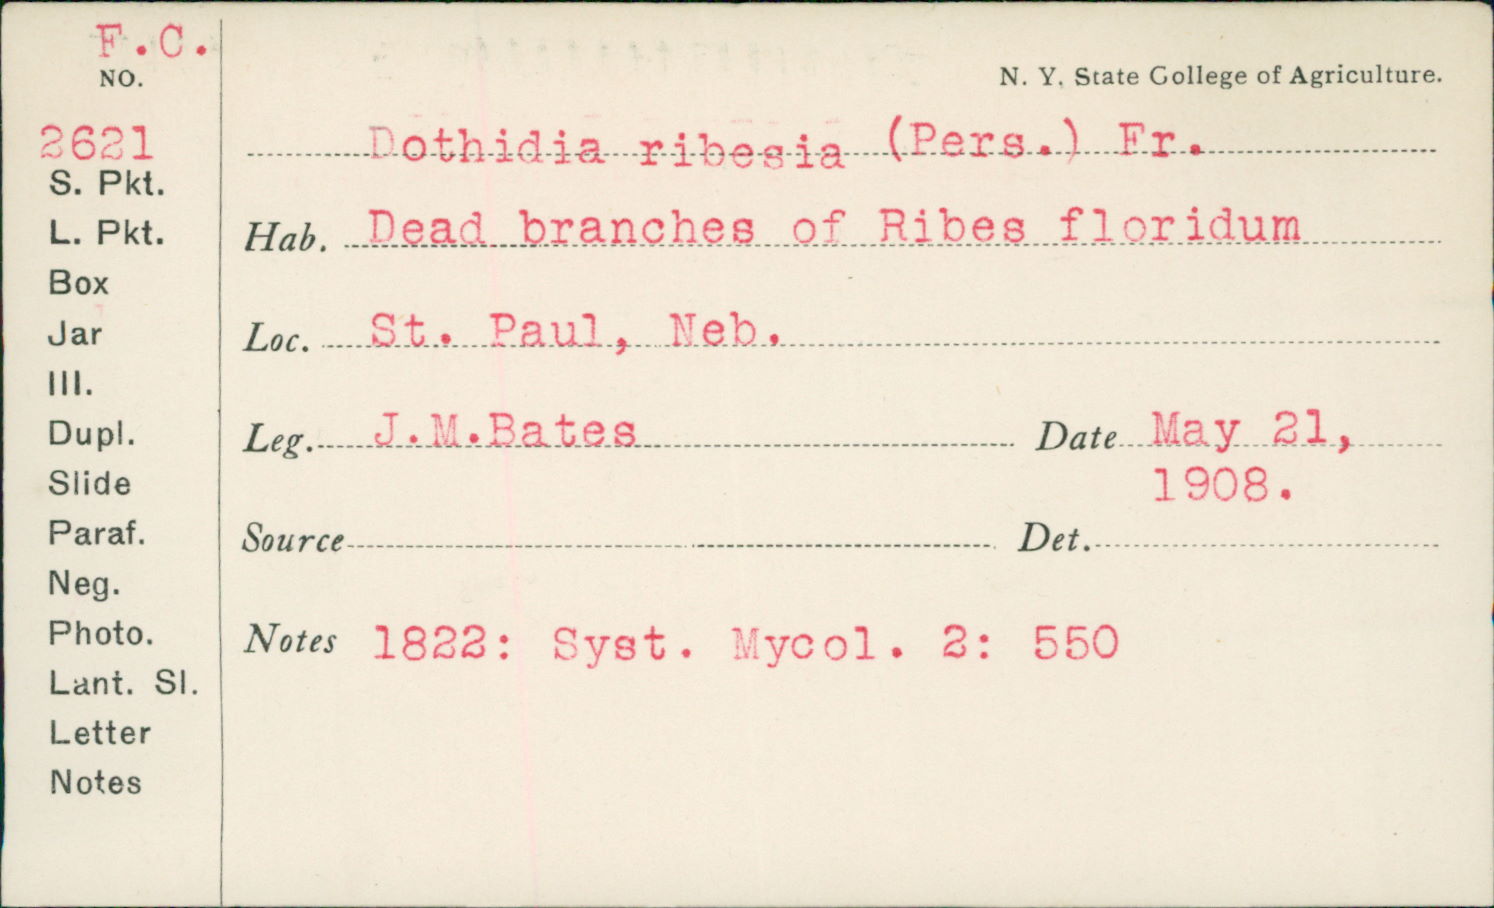 F.C.
NO.
N. Y. State College of Agriculture.
2621
Dothidia ribesia (Pers.) Fr.
S. Pkt.
L. Pkt.
Hab. Dead branches of Ribes floridum
Box
Jar
Loc. St. Paul, Neb.
Ill.
Dupl.
Leg. J.M.Bates Date May 21,
1908.
Slide
Paraf.
Source Det.
Neg.
Photo.
Notes 1822: Syst. Mycol. 2: 550
Lant. Sl.
Letter
Notes